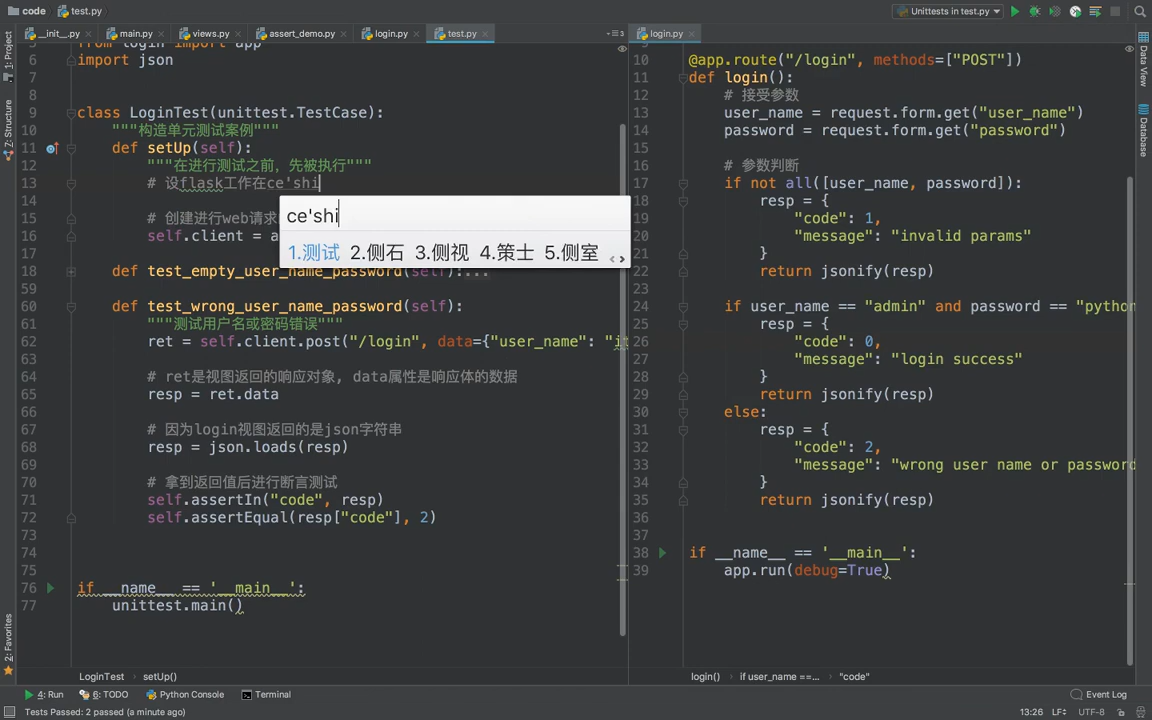 code test.py
Unittests in test.py
__init__.py main.py views.py assert_demo.py login.py test.py
login.py
1: Project
7: Structure
2: Favorites
Data View
Database
from login import app
6 import json
7
8
9 class LoginTest(unittest.TestCase):
10 """构造单元测试案例"""
11 def setUp(self):
12 """在进行测试之前，先被执行"""
13 # 设flask工作在ce'shi
14
15 # 创建进行web请求
16 self.client = a
ce'shi
1.测试 2.侧石 3.侧视 4.策士 5.侧室
18 def test_empty_user_name_password(self):...
59
60 def test_wrong_user_name_password(self):
61 """测试用户名或密码错误"""
62 ret = self.client.post("/login", data={"user_name": "it
63
64 # ret是视图返回的响应对象, data属性是响应体的数据
65 resp = ret.data
66
67 # 因为login视图返回的是json字符串
68 resp = json.loads(resp)
69
70 # 拿到返回值后进行断言测试
71 self.assertIn("code", resp)
72 self.assertEqual(resp["code"], 2)
73
74
75
76 if __name__ == '__main__':
77 unittest.main()
10 @app.route("/login", methods=["POST"])
11 def login():
12 # 接受参数
13 user_name = request.form.get("user_name")
14 password = request.form.get("password")
15
16 # 参数判断
17 if not all([user_name, password]):
18 resp = {
19 "code": 1,
20 "message": "invalid params"
21 }
22 return jsonify(resp)
23
24 if user_name == "admin" and password == "python
25 resp = {
26 "code": 0,
27 "message": "login success"
28 }
29 return jsonify(resp)
30 else:
31 resp = {
32 "code": 2,
33 "message": "wrong user name or password
34 }
35 return jsonify(resp)
36
37
38 if __name__ == '__main__':
39 app.run(debug=True)
LoginTest setUp()
login() if user_name ==... "code"
4: Run 6: TODO Python Console Terminal Event Log
Tests Passed: 2 passed (a minute ago) 13:26 LF UTF-8